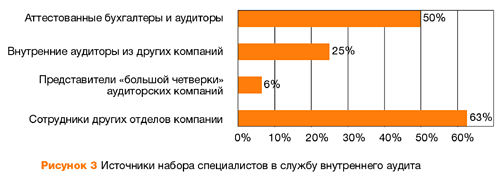 Аттестованные бухгалтеры и аудиторы 50%
Внутренние аудиторы из других компаний 25%
Представители «большой четверки»
аудиторских компаний 6%
Сотрудники других отделов компании 63%
0% 10% 20% 30% 40% 50% 60%
Рисунок 3 Источники набора специалистов в службу внутреннего аудита